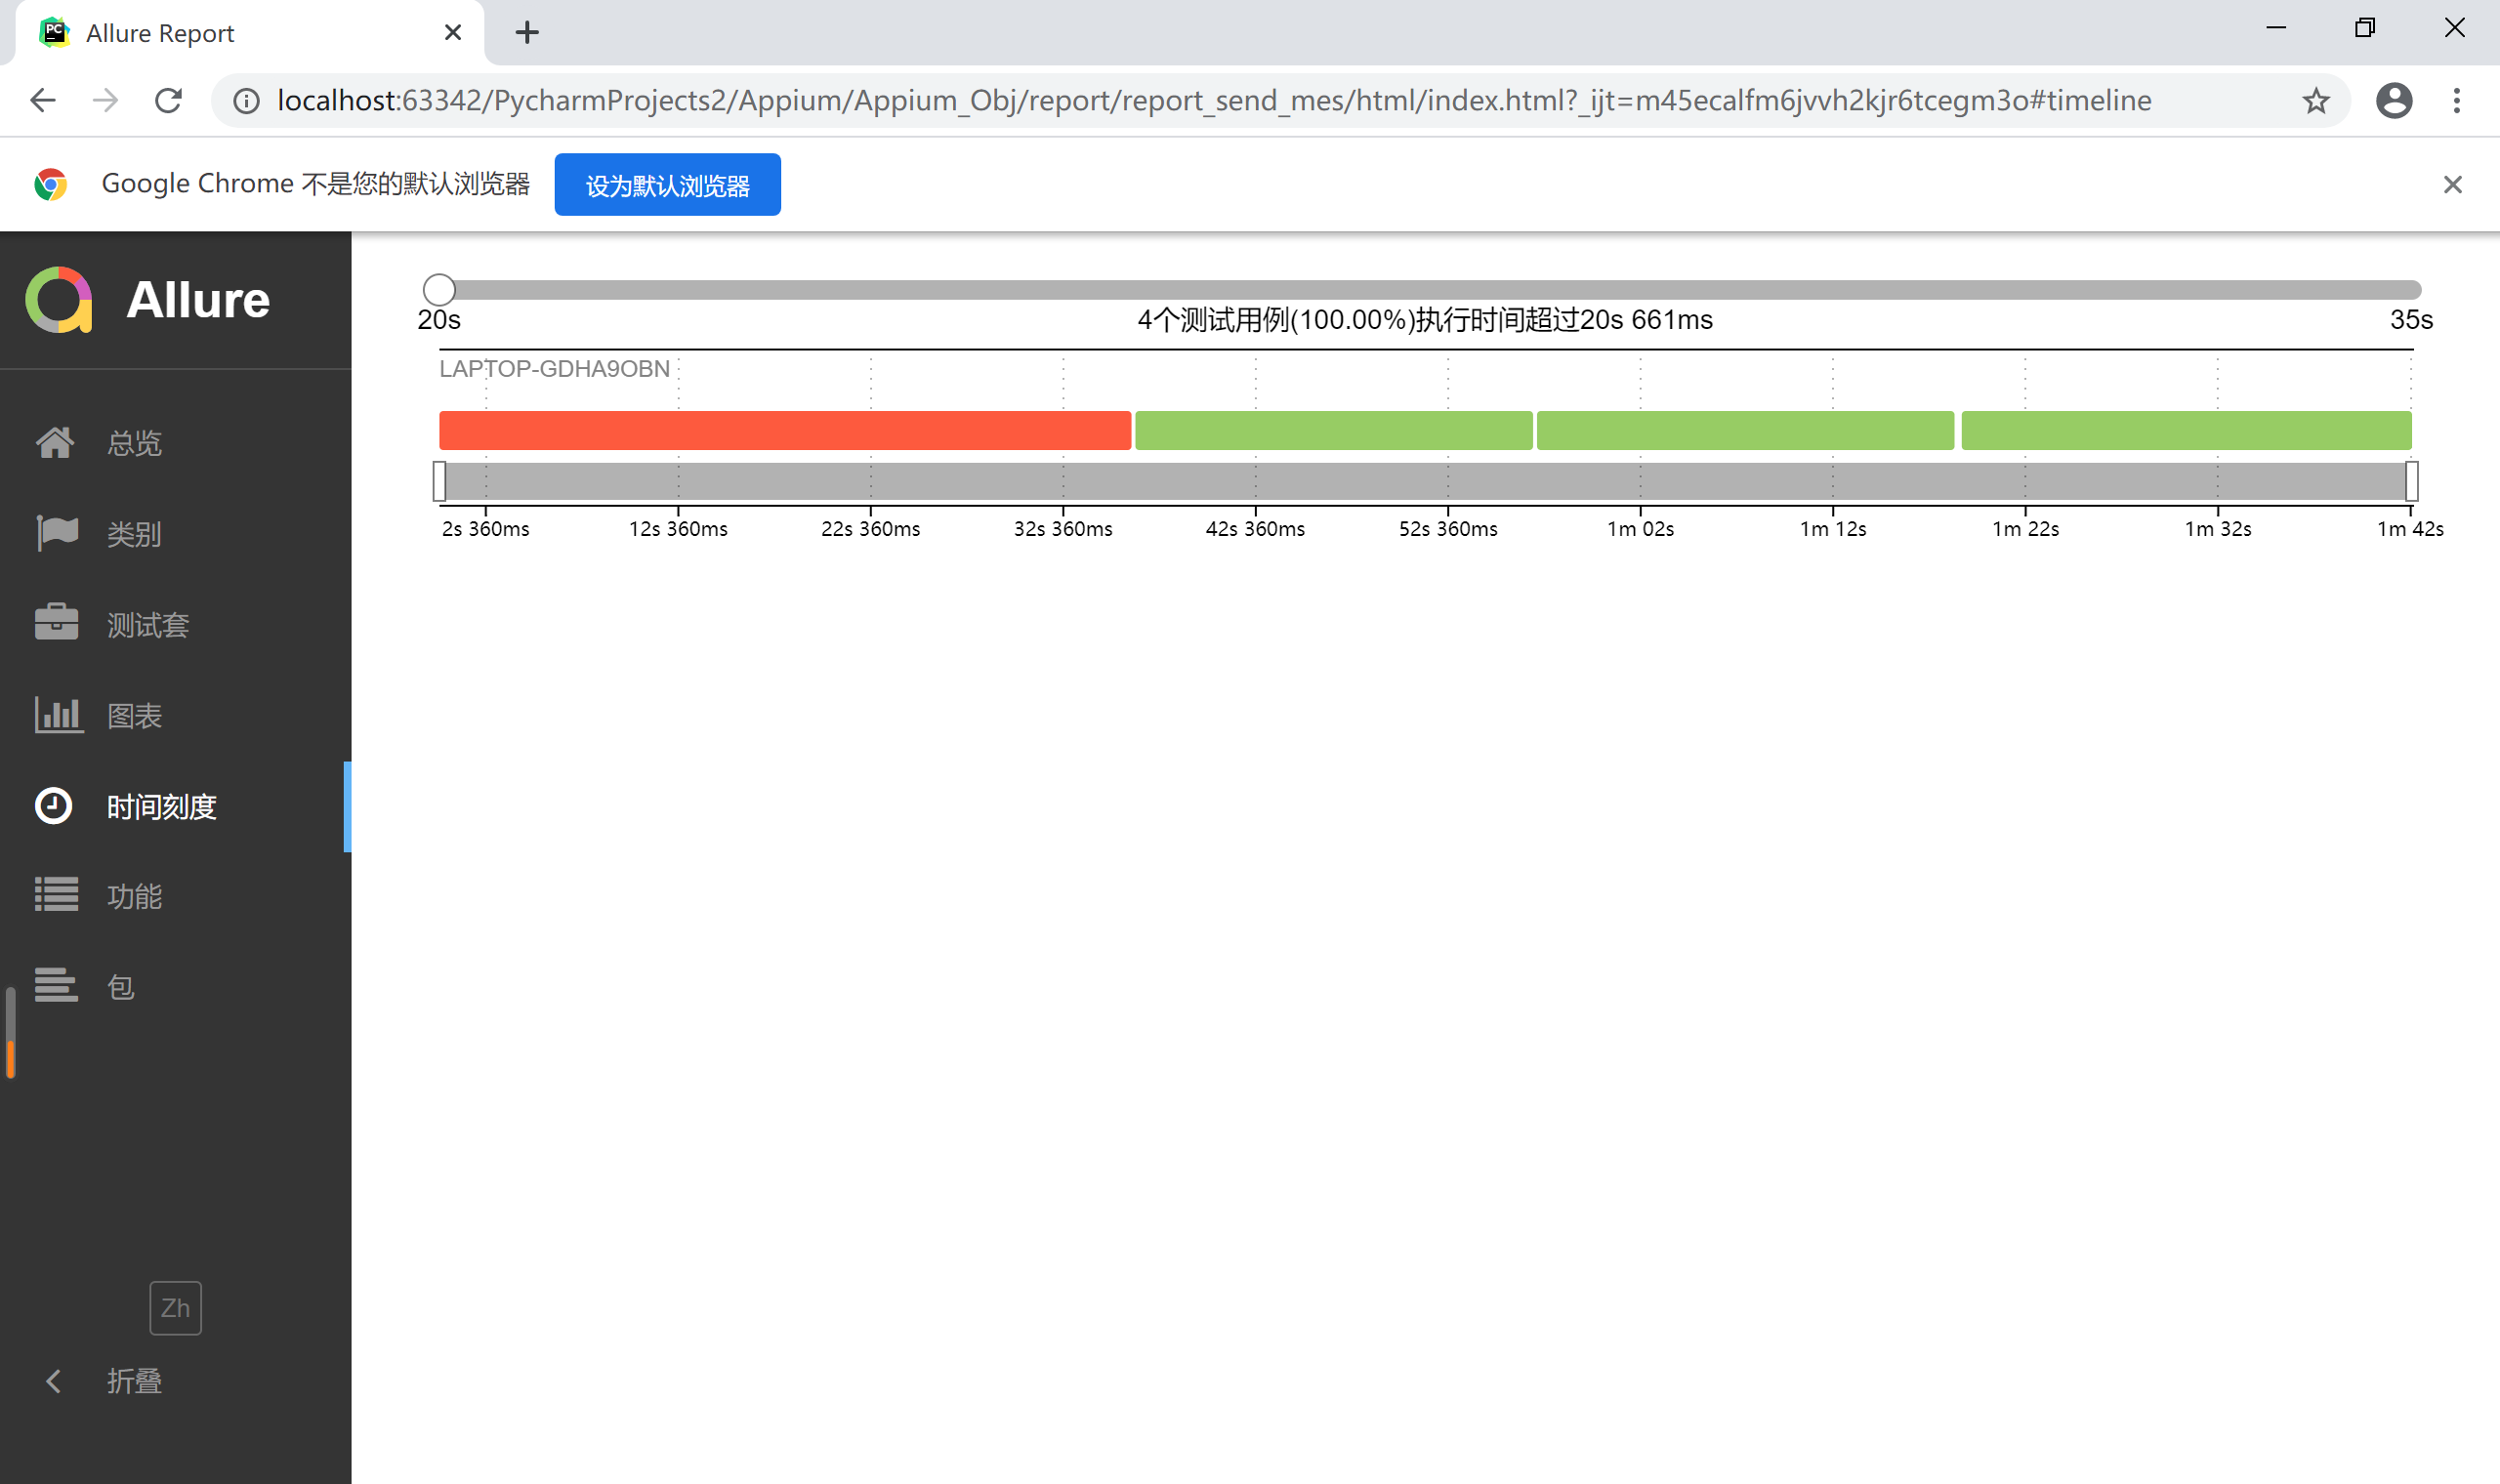 Allure Report
localhost:63342/PycharmProjects2/Appium/Appium_Obj/report/report_send_mes/html/index.html?_ijt=m45ecalfm6jvvh2kjr6tcegm3o#timeline
Google Chrome 不是您的默认浏览器 设为默认浏览器
Allure
总览
类别
测试套
图表
时间刻度
功能
包
Zh
折叠
20s 4个测试用例(100.00%)执行时间超过20s 661ms 35s
LAPTOP-GDHA9OBN
2s 360ms 12s 360ms 22s 360ms 32s 360ms 42s 360ms 52s 360ms 1m 02s 1m 12s 1m 22s 1m 32s 1m 42s